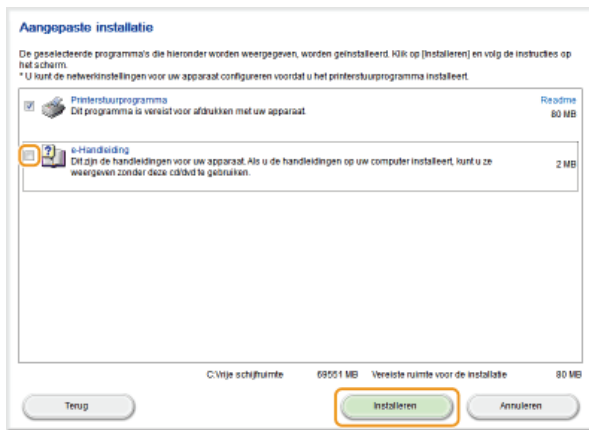 Aangepaste installatie
De geselecteerde programma's die hieronder worden weergegeven, worden geïnstalleerd. Klik op [Installeren] en volg de instructies op
het scherm.
* U kunt de netwerkinstellingen voor uw apparaat configureren voordat u het printerstuurprogramma installeert.
Printerstuurprogramma
Readme
Dit programma is vereist voor afdrukken met uw apparaat.
80 MB
e-Handleiding
Dit zijn de handleidingen voor uw apparaat. Als u de handleidingen op uw computer installeert, kunt u ze
weergeven zonder deze cd/dvd te gebruiken.
2 MB
C:Vrije schijfruimte 69551 MB Vereiste ruimte voor de installatie 80 MB
Terug Installeren Annuleren